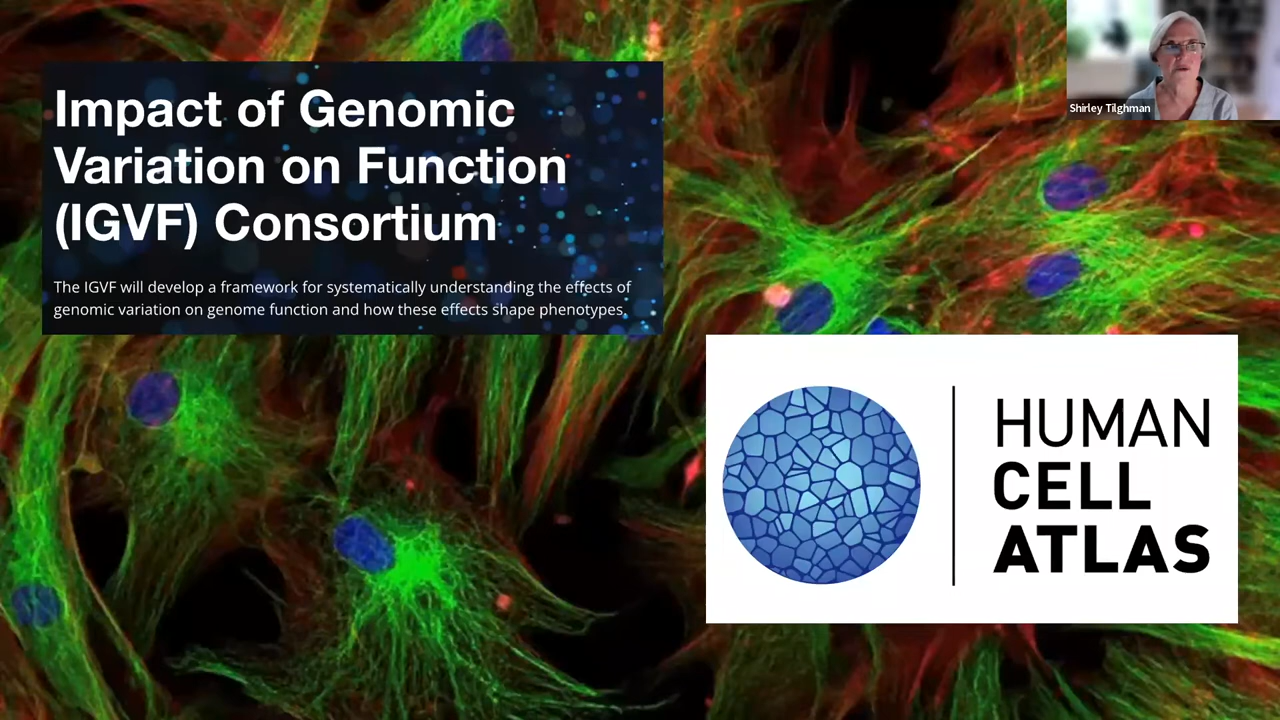 Impact of Genomic
Variation on Function
(IGVF) Consortium
The IGVF will develop a framework for systematically understanding the effects of
genomic variation on genome function and how these effects shape phenotypes.
Shirley Tilghman
HUMAN
CELL
ATLAS